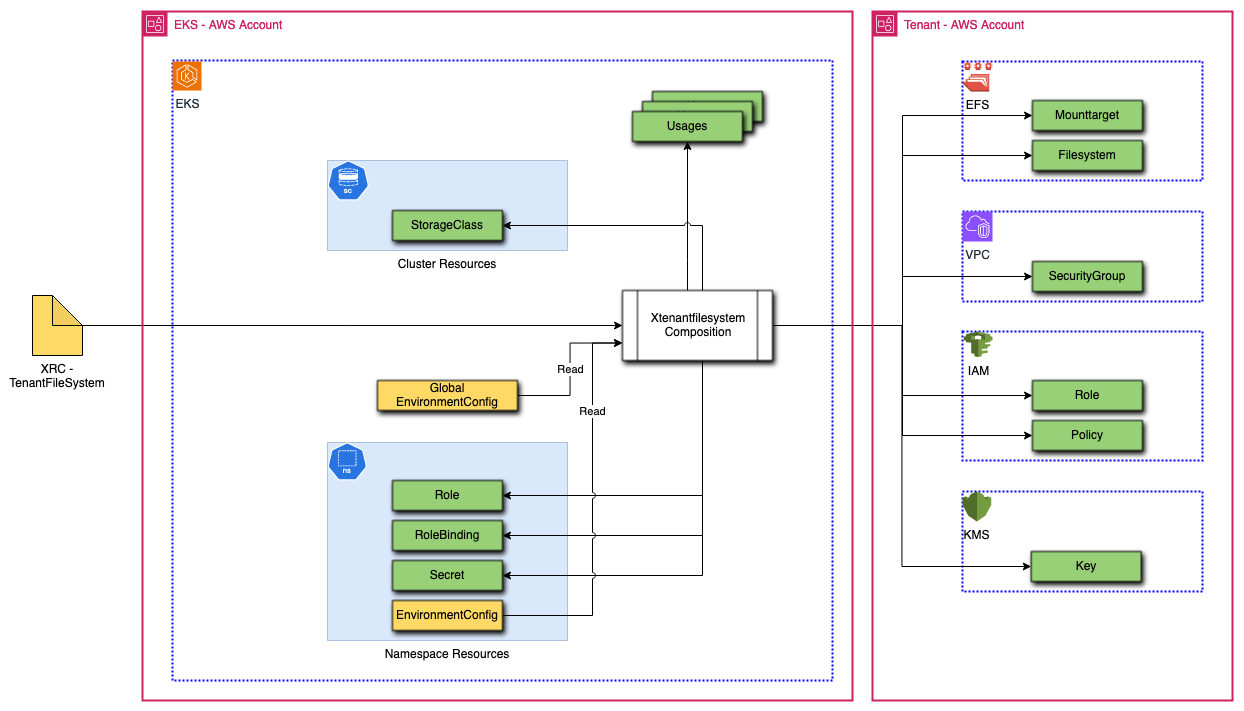 EKS - AWS Account
Tenant - AWS Account
EKS
Usages
sc
StorageClass
Cluster Resources
XRC -
TenantFileSystem
Xtenantfilesystem
Composition
Read
Global
EnvironmentConfig
Read
ns
Role
RoleBinding
Secret
EnvironmentConfig
Namespace Resources
EFS
Mounttarget
Filesystem
VPC
SecurityGroup
IAM
Role
Policy
KMS
Key